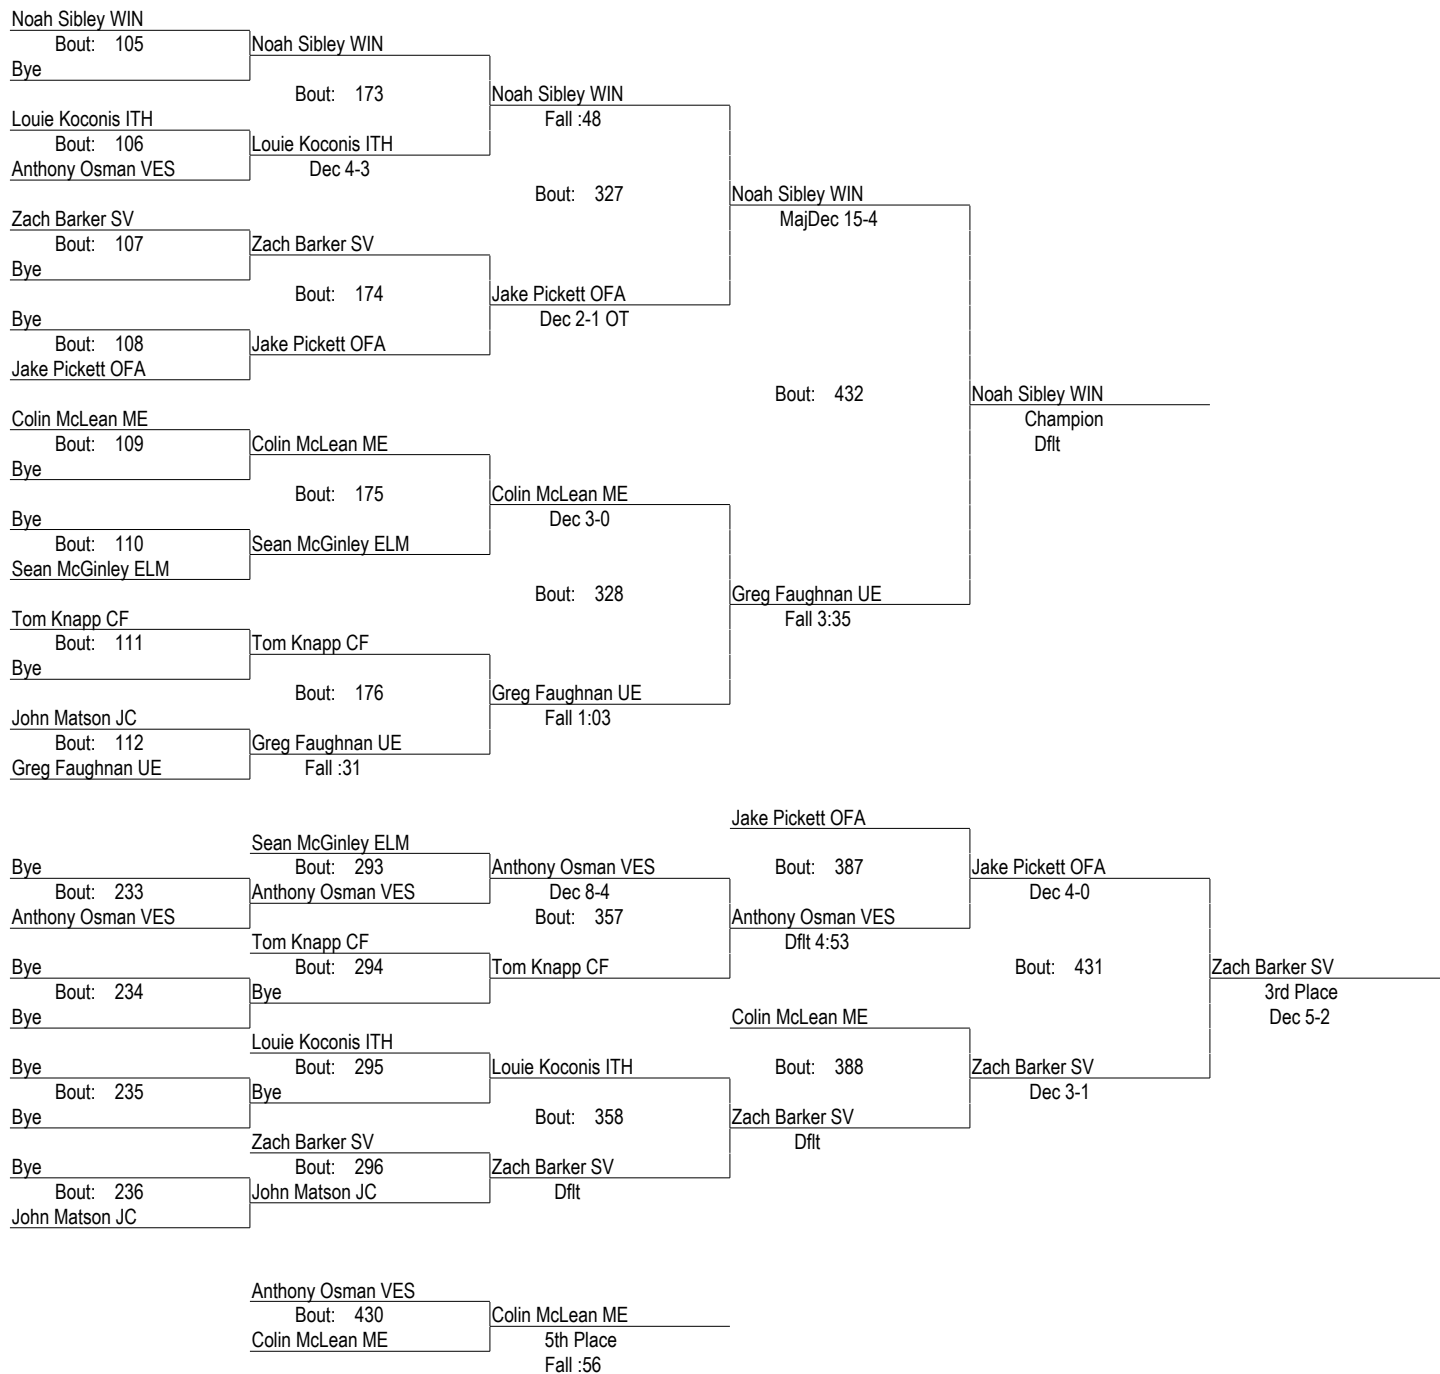 Noah Sibley WIN
Bout: 105
Noah Sibley WIN
Bye
Bout: 173
Noah Sibley WIN
Louie Koconis ITH
Fall :48
Bout: 106
Louie Koconis ITH
Anthony Osman VES
Dec 4-3
Bout: 327
Noah Sibley WIN
Zach Barker SV
MajDec 15-4
Bout: 107
Zach Barker SV
Bye
Bout: 174
Jake Pickett OFA
Bye
Dec 2-1 OT
Bout: 108
Jake Pickett OFA
Jake Pickett OFA
Bout: 432
Noah Sibley WIN
Colin McLean ME
Champion
Bout: 109
Colin McLean ME
Dflt
Bye
Bout: 175
Colin McLean ME
Bye
Dec 3-0
Bout: 110
Sean McGinley ELM
Sean McGinley ELM
Bout: 328
Greg Faughnan UE
Tom Knapp CF
Fall 3:35
Bout: 111
Tom Knapp CF
Bye
Bout: 176
Greg Faughnan UE
John Matson JC
Fall 1:03
Bout: 112
Greg Faughnan UE
Greg Faughnan UE
Fall :31
Jake Pickett OFA
Sean McGinley ELM
Bye
Bout: 293
Anthony Osman VES
Bout: 387
Jake Pickett OFA
Bout: 233
Anthony Osman VES
Dec 8-4
Dec 4-0
Anthony Osman VES
Bout: 357
Anthony Osman VES
Tom Knapp CF
Dflt 4:53
Bye
Bout: 294
Tom Knapp CF
Bout: 431
Zach Barker SV
Bout: 234
Bye
3rd Place
Bye
Colin McLean ME
Dec 5-2
Louie Koconis ITH
Bye
Bout: 295
Louie Koconis ITH
Bout: 388
Zach Barker SV
Bout: 235
Bye
Dec 3-1
Bye
Bout: 358
Zach Barker SV
Zach Barker SV
Dflt
Bye
Bout: 296
Zach Barker SV
Bout: 236
John Matson JC
Dflt
John Matson JC
Anthony Osman VES
Bout: 430
Colin McLean ME
Colin McLean ME
5th Place
Fall :56